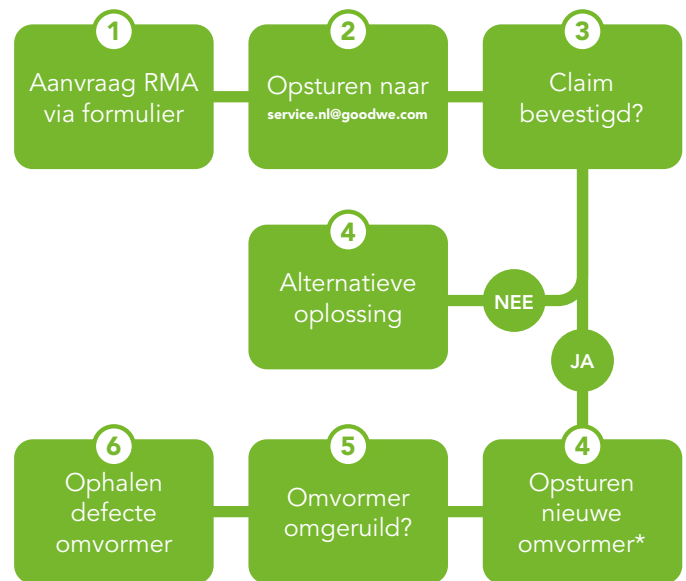 1
Aanvraag RMA
via formulier
2
Opsturen naar
service.nl@goodwe.com
3
Claim
bevestigd?
4
Alternatieve
oplossing
NEE
JA
4
Opsturen
nieuwe
omvormer*
5
Omvormer
omgeruild?
6
Ophalen
defecte
omvormer